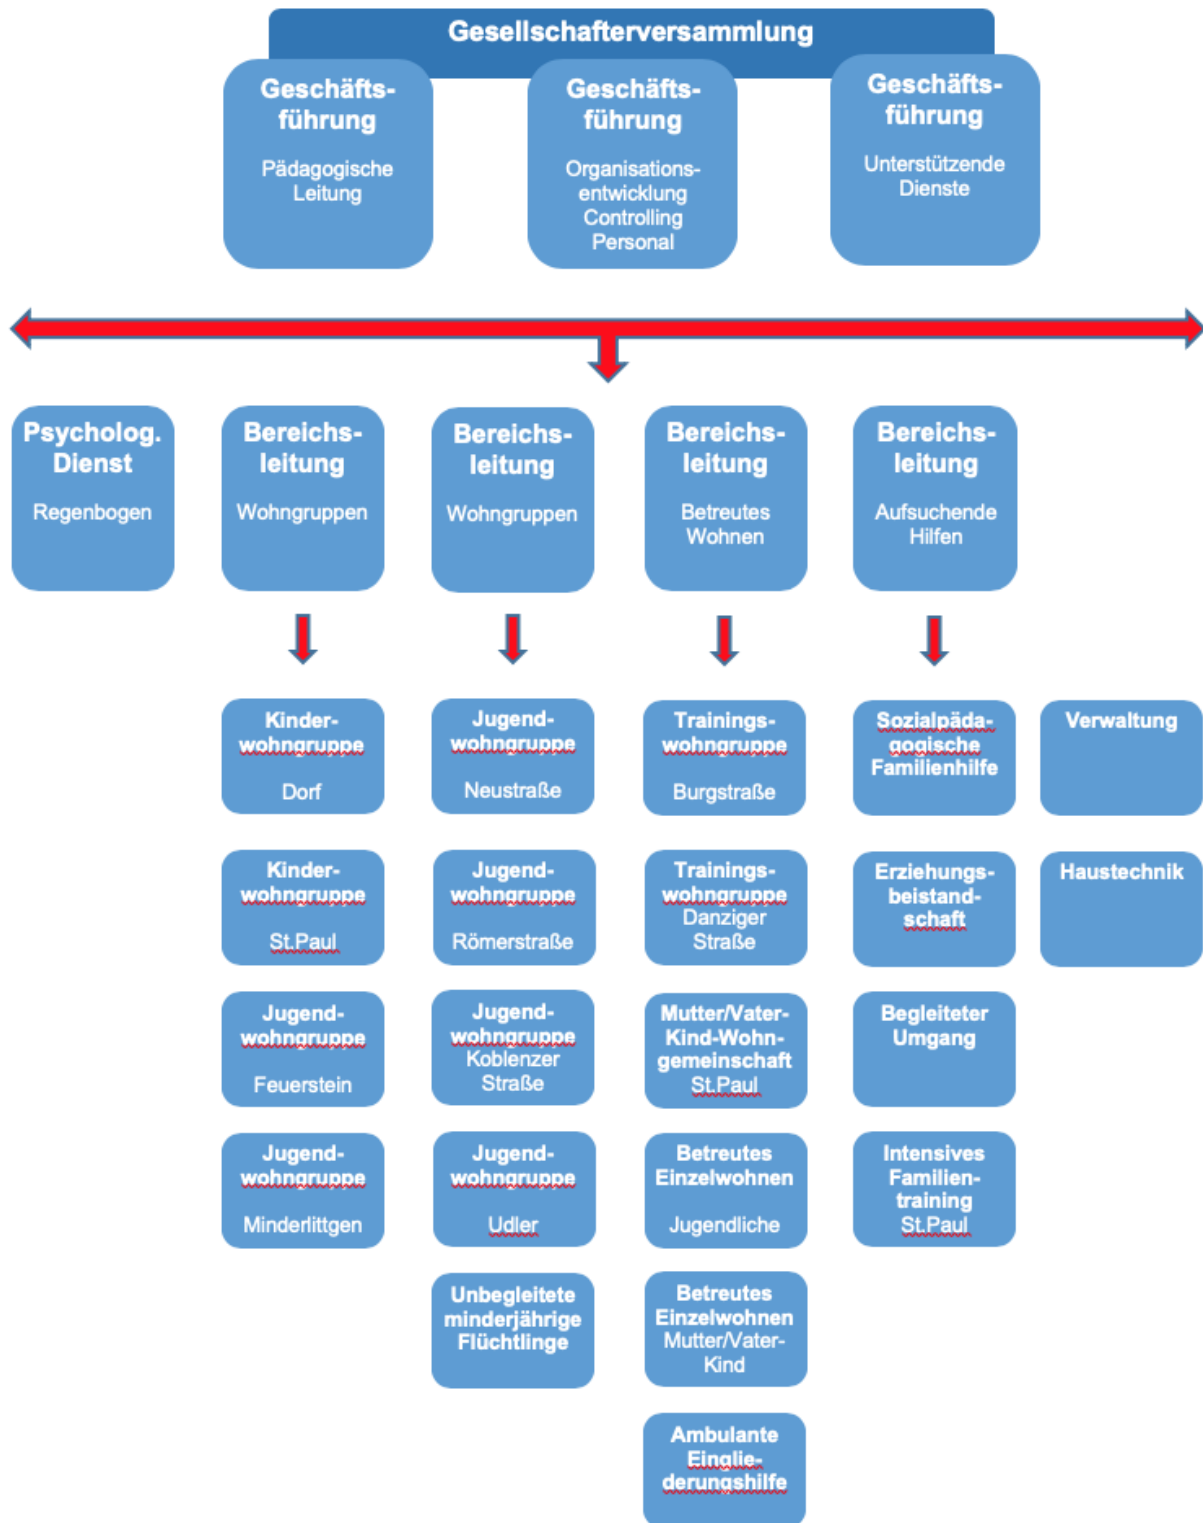 Gesellschafterversammlung
Geschäfts-
führung
Pädagogische
Leitung
Geschäfts-
führung
Organisations-
entwicklung
Controlling
Personal
Geschäfts-
führung
Unterstützende
Dienste
Psycholog.
Dienst
Regenbogen
Bereichs-
leitung
Wohngruppen
Bereichs-
leitung
Wohngruppen
Bereichs-
leitung
Betreutes
Wohnen
Bereichs-
leitung
Aufsuchende
Hilfen
Kinder-
wohngruppe
Dorf
Jugend-
wohngruppe
Neustraße
Trainings-
wohngruppe
Burgstraße
Sozialpäda-
gogische
Familienhilfe
Verwaltung
Kinder-
wohngruppe
St.Paul
Jugend-
wohngruppe
Römerstraße
Trainings-
wohngruppe
Danziger
Straße
Erziehungs-
beistand-
schaft
Haustechnik
Jugend-
wohngruppe
Feuerstein
Jugend-
wohngruppe
Koblenzer
Straße
Mutter/Vater-
Kind-Wohn-
gemeinschaft
St.Paul
Begleiteter
Umgang
Jugend-
wohngruppe
Minderlittgen
Jugend-
wohngruppe
Udler
Betreutes
Einzelwohnen
Jugendliche
Intensives
Familien-
training
St.Paul
Unbegleitete
minderjährige
Flüchtlinge
Betreutes
Einzelwohnen
Mutter/Vater-
Kind
Ambulante
Einglie-
derungshilfe